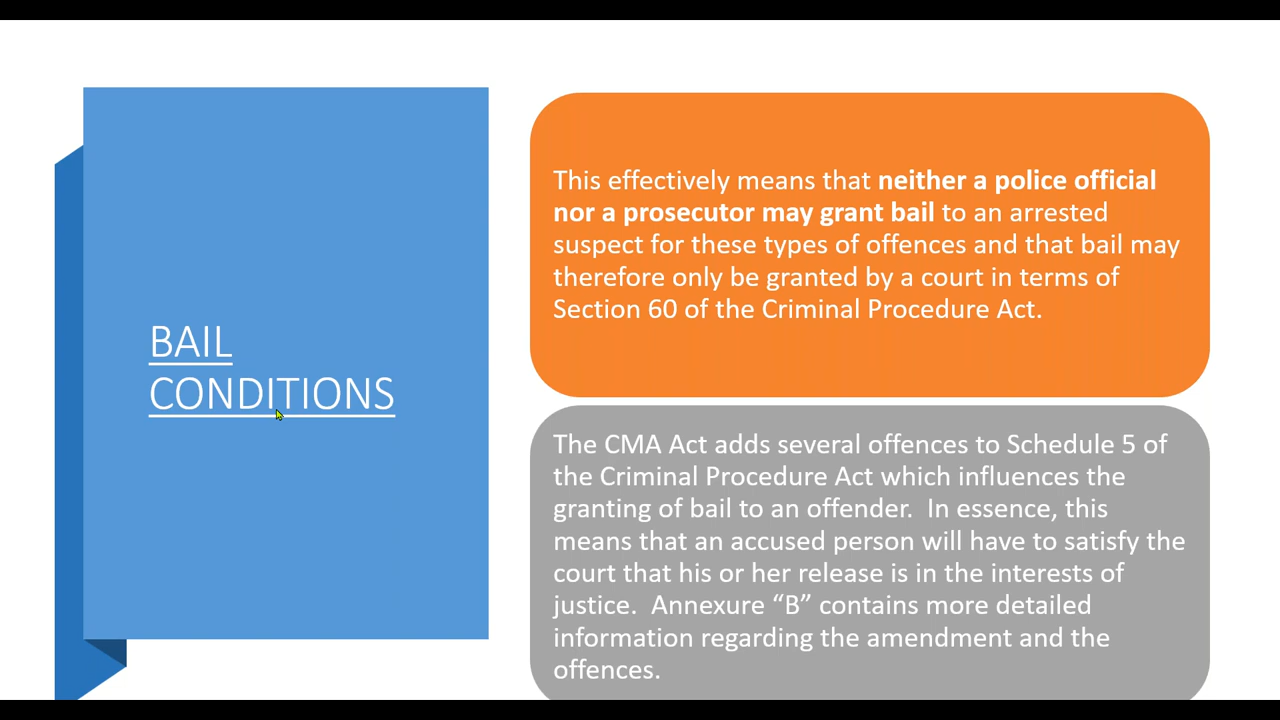 BAIL
CONDITIONS
This effectively means that neither a police official
nor a prosecutor may grant bail to an arrested
suspect for these types of offences and that bail may
therefore only be granted by a court in terms of
Section 60 of the Criminal Procedure Act.
The CMA Act adds several offences to Schedule 5 of
the Criminal Procedure Act which influences the
granting of bail to an offender.  In essence, this
means that an accused person will have to satisfy the
court that his or her release is in the interests of
justice.  Annexure “B” contains more detailed
information regarding the amendment and the
offences.